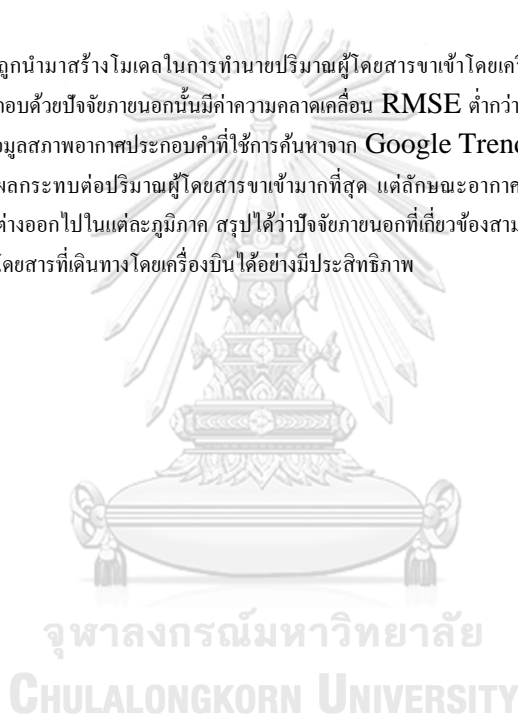 ถูกนำมาสร้างโมเดลในการทำนายปริมาณผู้โดยสารขาเข้าโดยเครื
กอบด้วยปัจจัยภายนอกนั้นมีค่าความคลาดเคลื่อน RMSE ต่ำกว่า
อมูลสภาพอากาศประกอบคำที่ใช้การค้นหาจาก Google Trend
ผลกระทบต่อปริมาณผู้โดยสารขาเข้ามากที่สุด แต่ลักษณะอากาศ
ต่างออกไปในแต่ละภูมิภาค สรุปได้ว่าปัจจัยภายนอกที่เกี่ยวข้องสาม
โดยสารที่เดินทางโดยเครื่องบินได้อย่างมีประสิทธิภาพ
จุฬาลงกรณ์มหาวิทยาลัย
CHULALONGKORN UNIVERSITY